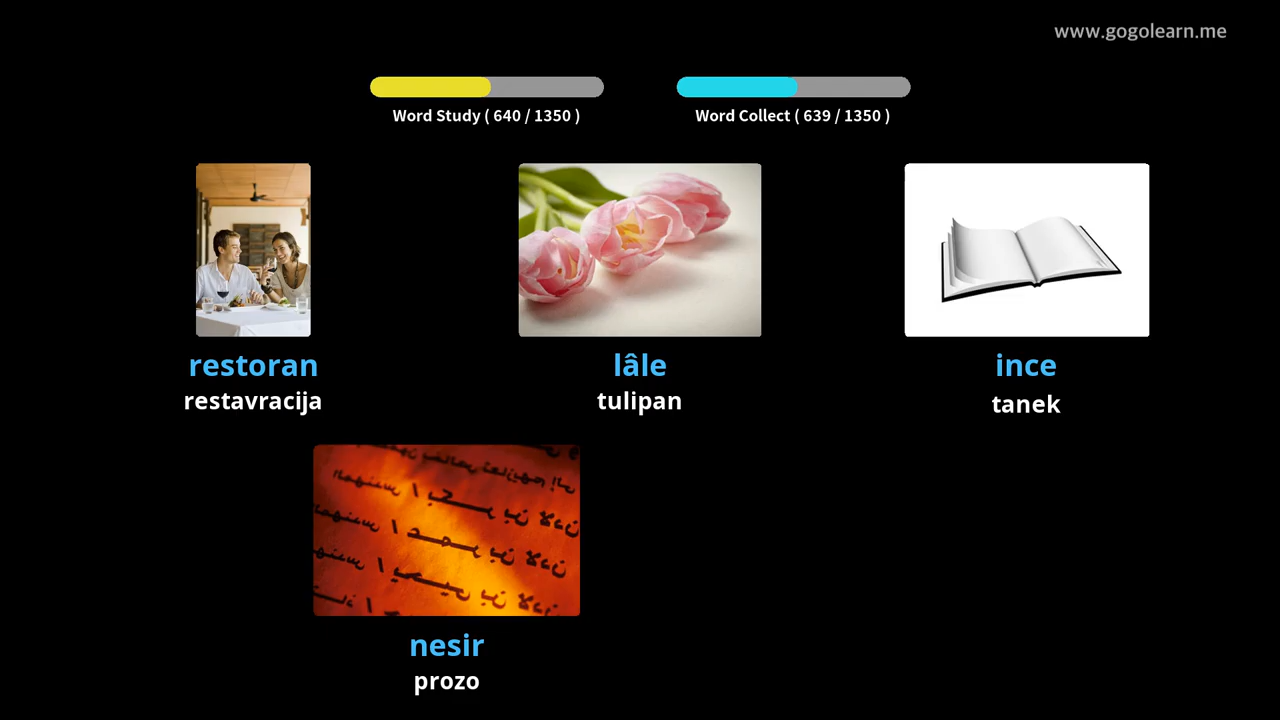 www.gogolearn.me
Word Study ( 640 / 1350 )
Word Collect ( 639 / 1350 )
restoran
restavracija
lâle
tulipan
ince
tanek
nesir
prozo